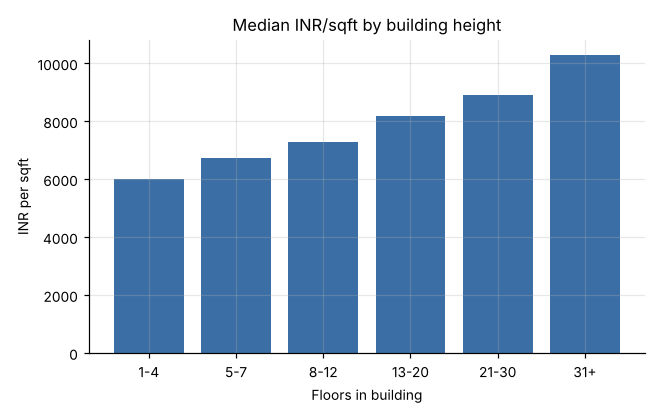 Median INR/sqft by building height
10000
8000
6000
4000
2000
0
INR per sqft
1-4 5-7 8-12 13-20 21-30 31+
Floors in building